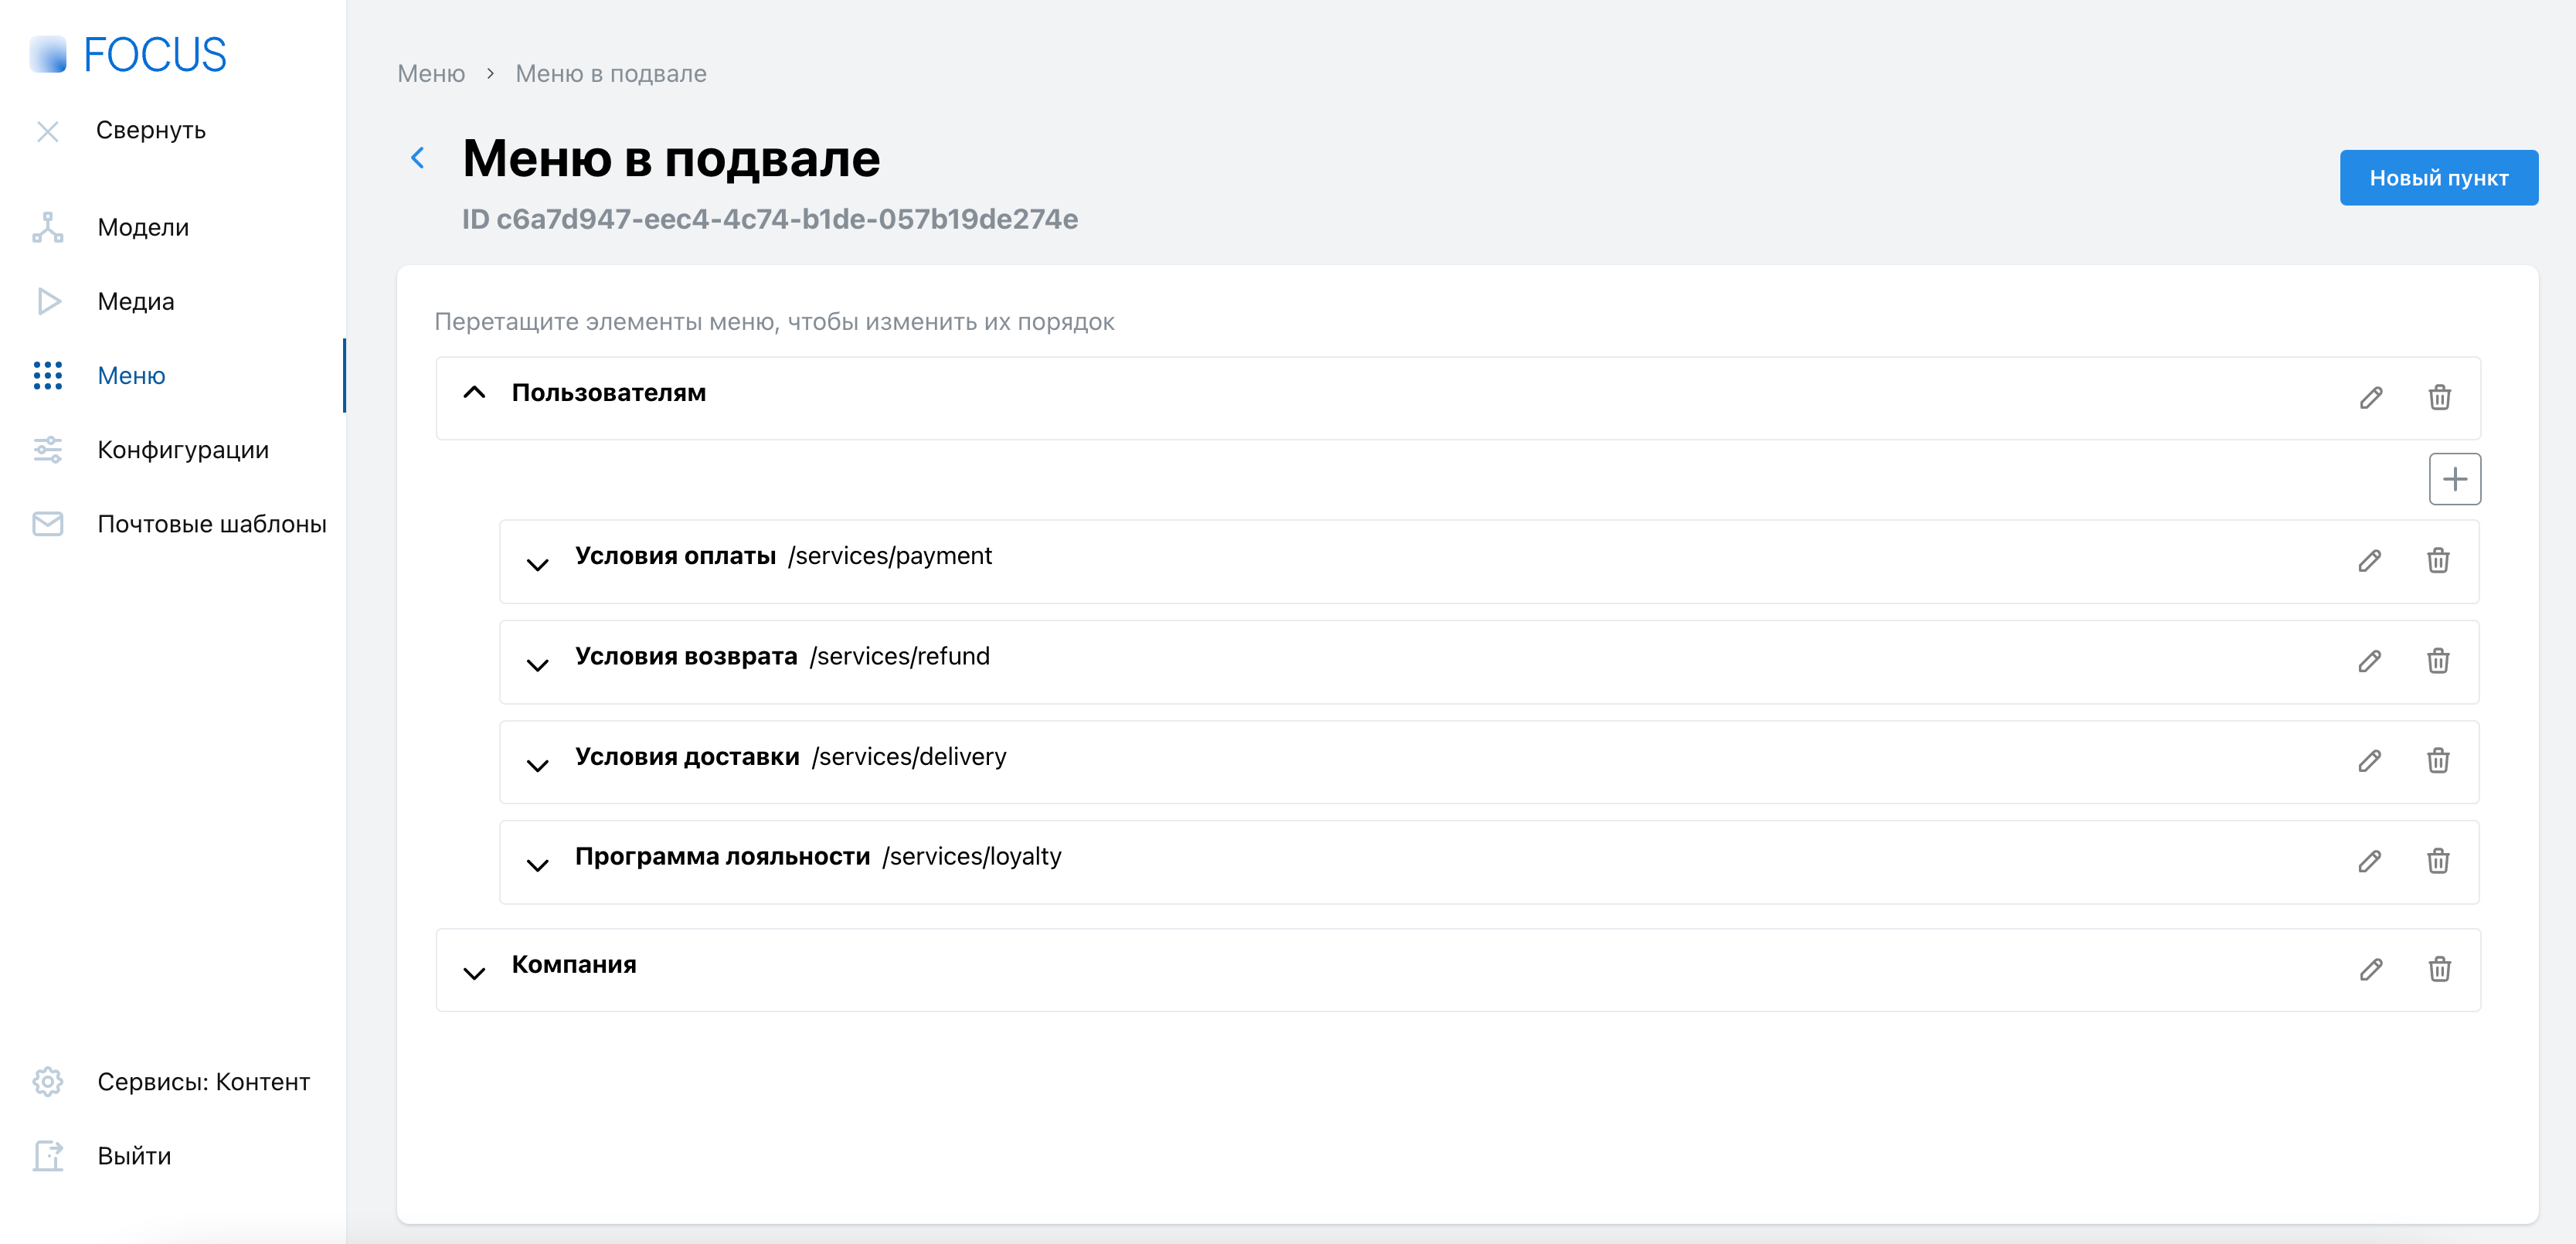 FOCUS
Свернуть
Модели
Медиа
Меню
Конфигурации
Почтовые шаблоны
Сервисы: Контент
Выйти
Меню > Меню в подвале
Меню в подвале
ID c6a7d947-eec4-4c74-b1de-057b19de274e
Новый пункт
Перетащите элементы меню, чтобы изменить их порядок
Пользователям
Условия оплаты /services/payment
Условия возврата /services/refund
Условия доставки /services/delivery
Программа лояльности /services/loyalty
Компания